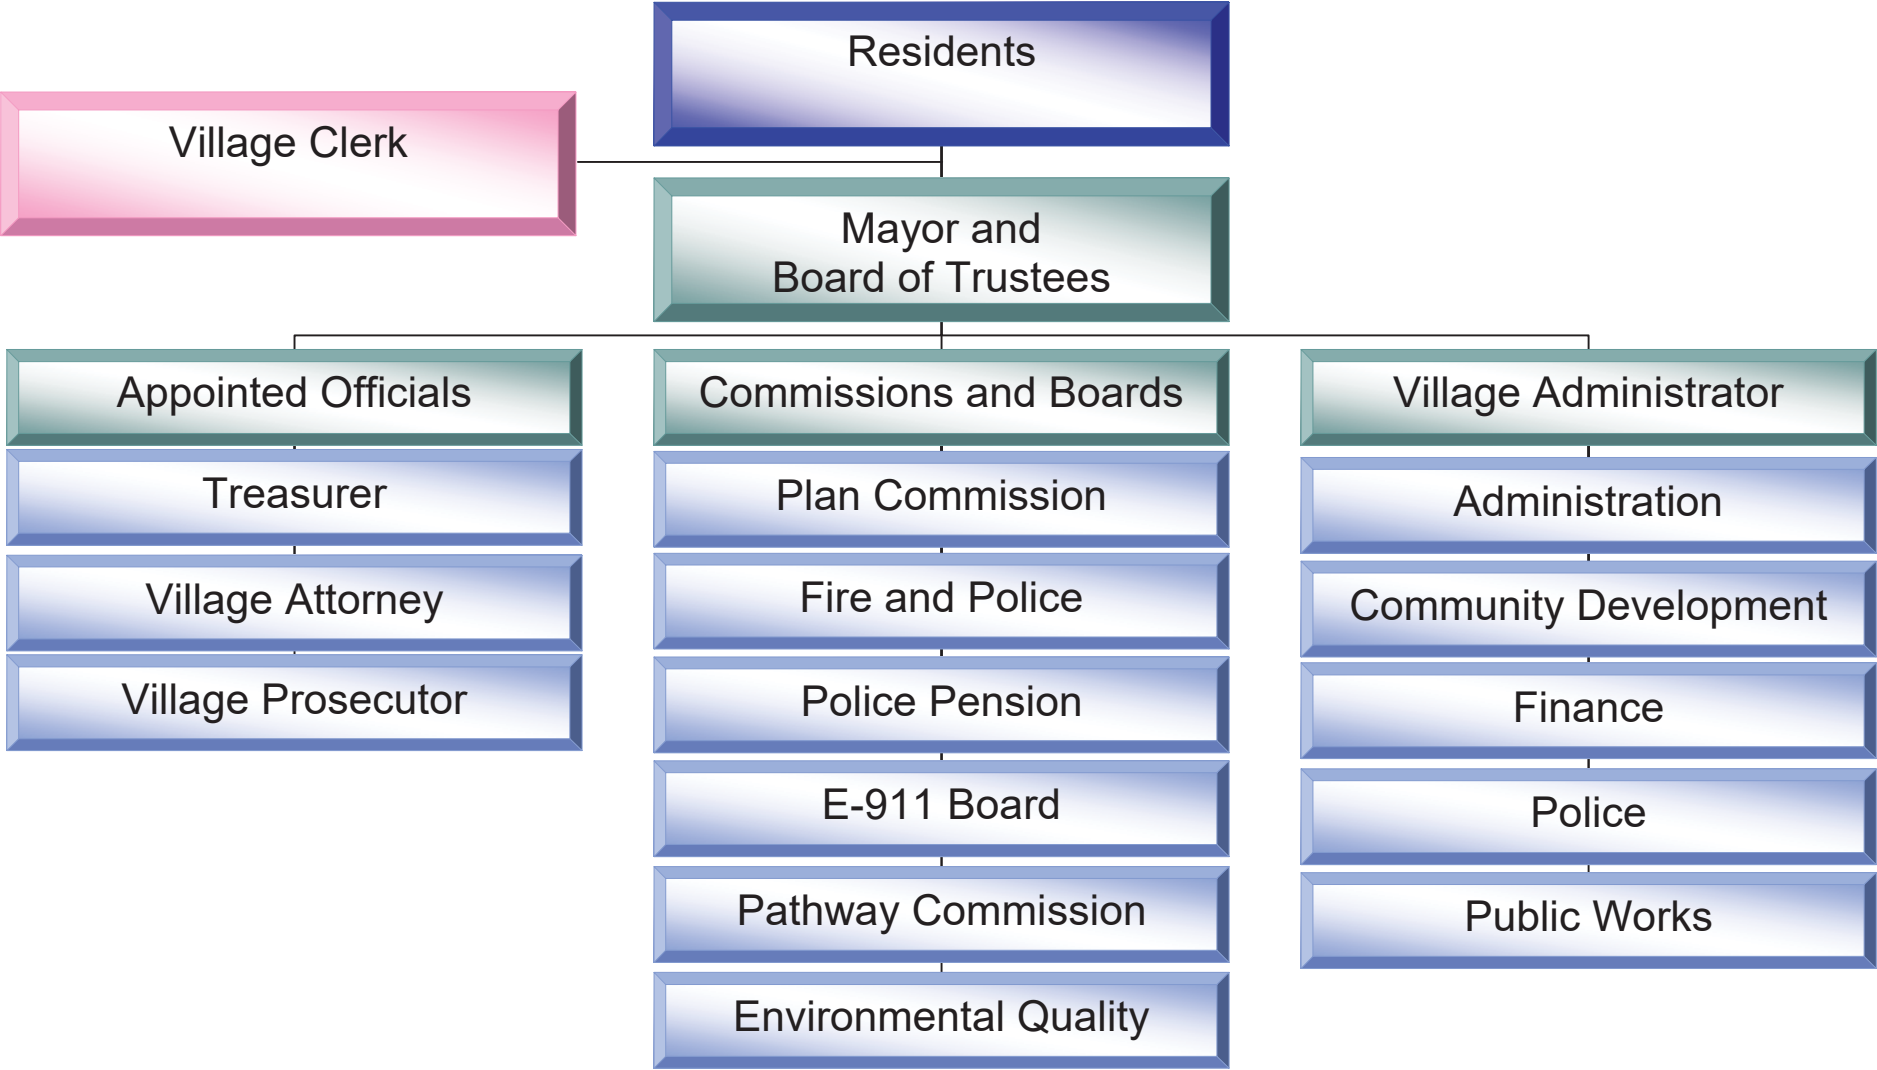 Residents
Village Clerk
Mayor and
Board of Trustees
Appointed Officials
Treasurer
Village Attorney
Village Prosecutor
Commissions and Boards
Plan Commission
Fire and Police
Police Pension
E-911 Board
Pathway Commission
Environmental Quality
Village Administrator
Administration
Community Development
Finance
Police
Public Works